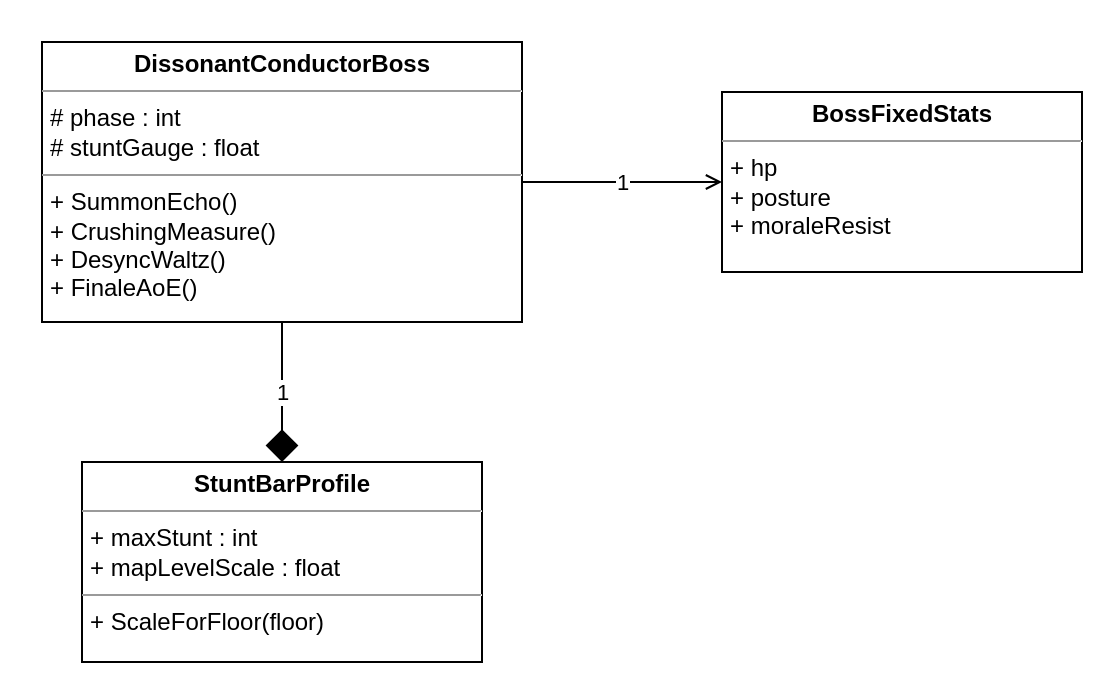 DissonantConductorBoss
# phase : int
# stuntGauge : float
+ SummonEcho()
+ CrushingMeasure()
+ DesyncWaltz()
+ FinaleAoE()
1
BossFixedStats
+ hp
+ posture
+ moraleResist
1
StuntBarProfile
+ maxStunt : int
+ mapLevelScale : float
+ ScaleForFloor(floor)